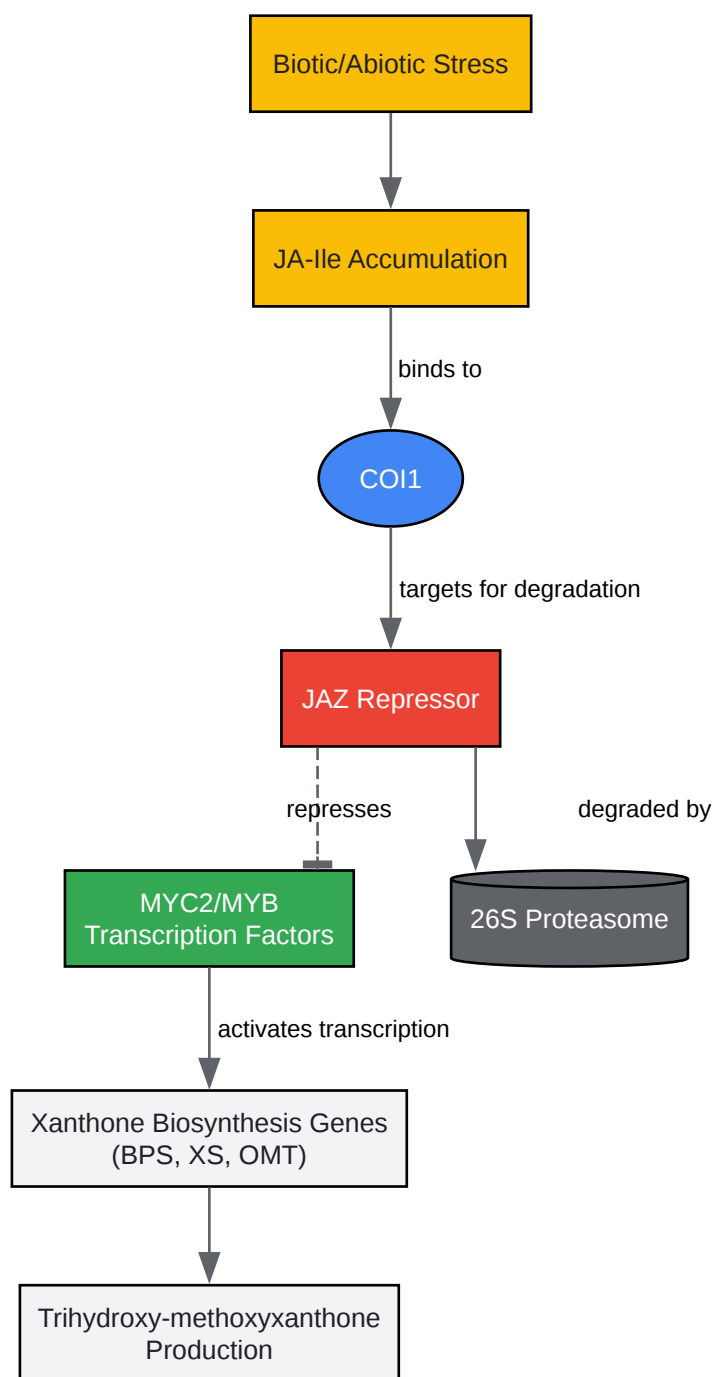 Biotic/Abiotic Stress
JA-Ile Accumulation
binds to
COI1
targets for degradation
JAZ Repressor
represses
degraded by
MYC2/MYB
Transcription Factors
26S Proteasome
activates transcription
Xanthone Biosynthesis Genes
(BPS, XS, OMT)
Trihydroxy-methoxyxanthone
Production